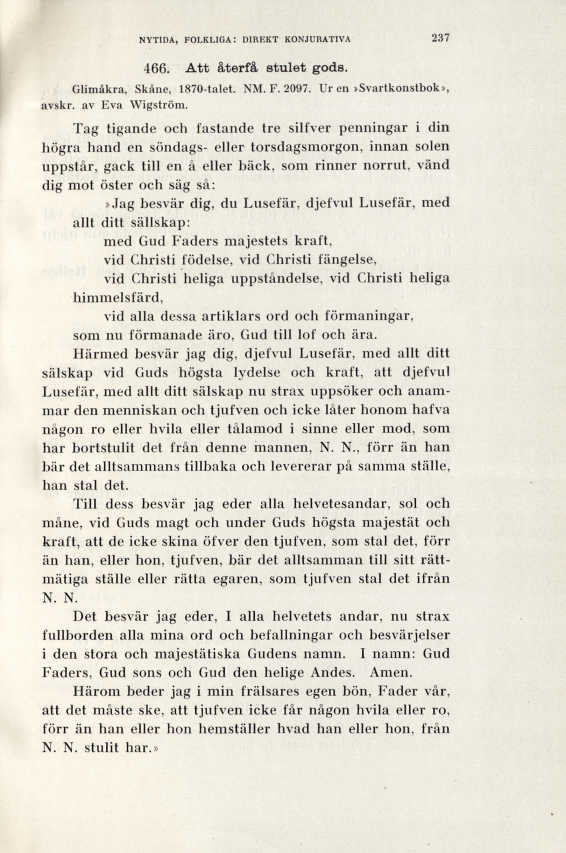 NYTIDA, FOLKLIGA: DIREKT KONJURATIVA 237
466. Att återfå stulet gods.
Glimåkra, Skåne, 1870-talet. NM. F. 2097. Ur en »Svartkonstbok»,
avskr. av Eva Wigström.
Tag tigande och fastande tre silfver penningar i din
högra hand en söndags- eller torsdagsmorgon, innan solen
uppstår, gack till en å eller bäck, som rinner norrut, vänd
dig mot öster och säg så:
»Jag besvär dig, du Lusefär, djefvul Lusefär, med
allt ditt sällskap:
med Gud Faders majestets kraft,
vid Christi födelse, vid Christi fängelse,
vid Christi heliga uppståndelse, vid Christi heliga
himmelsfärd,
vid alla dessa artiklars ord och förmaningar,
som nu förmanade äro, Gud till lof och ära.
Härmed besvär jag dig, djefvul Lusefär, med allt ditt
sälskap vid Guds högsta lydelse och kraft, att djefvul
Lusefär, med allt ditt sälskap nu strax uppsöker och anam-
mar den menniskan och tjufven och icke låter honom hafva
någon ro eller hvila eller tålamod i sinne eller mod, som
har bortstulit det från denne mannen, N. N., förr än han
bär det alltsammans tillbaka och levererar på samma ställe,
han stal det.
Till dess besvär jag eder alla helvetesandar, sol och
måne, vid Guds magt och under Guds högsta majestät och
kraft, att de icke skina öfver den tjufven, som stal det, förr
än han, eller hon, tjufven, bär det alltsamman till sitt rätt-
mätiga ställe eller rätta egaren, som tjufven stal det ifrån
N. N.
Det besvär jag eder, I alla helvetets andar, nu strax
fullborden alla mina ord och befallningar och besvärjelser
i den stora och majestätiska Gudens namn. I namn: Gud
Faders, Gud sons och Gud den helige Andes. Amen.
Härom beder jag i min frälsares egen bön, Fader vår,
att det måste ske, att tjufven icke får någon hvila eller ro,
förr än han eller hon hemställer hvad han eller hon, från
N. N. stulit har.»